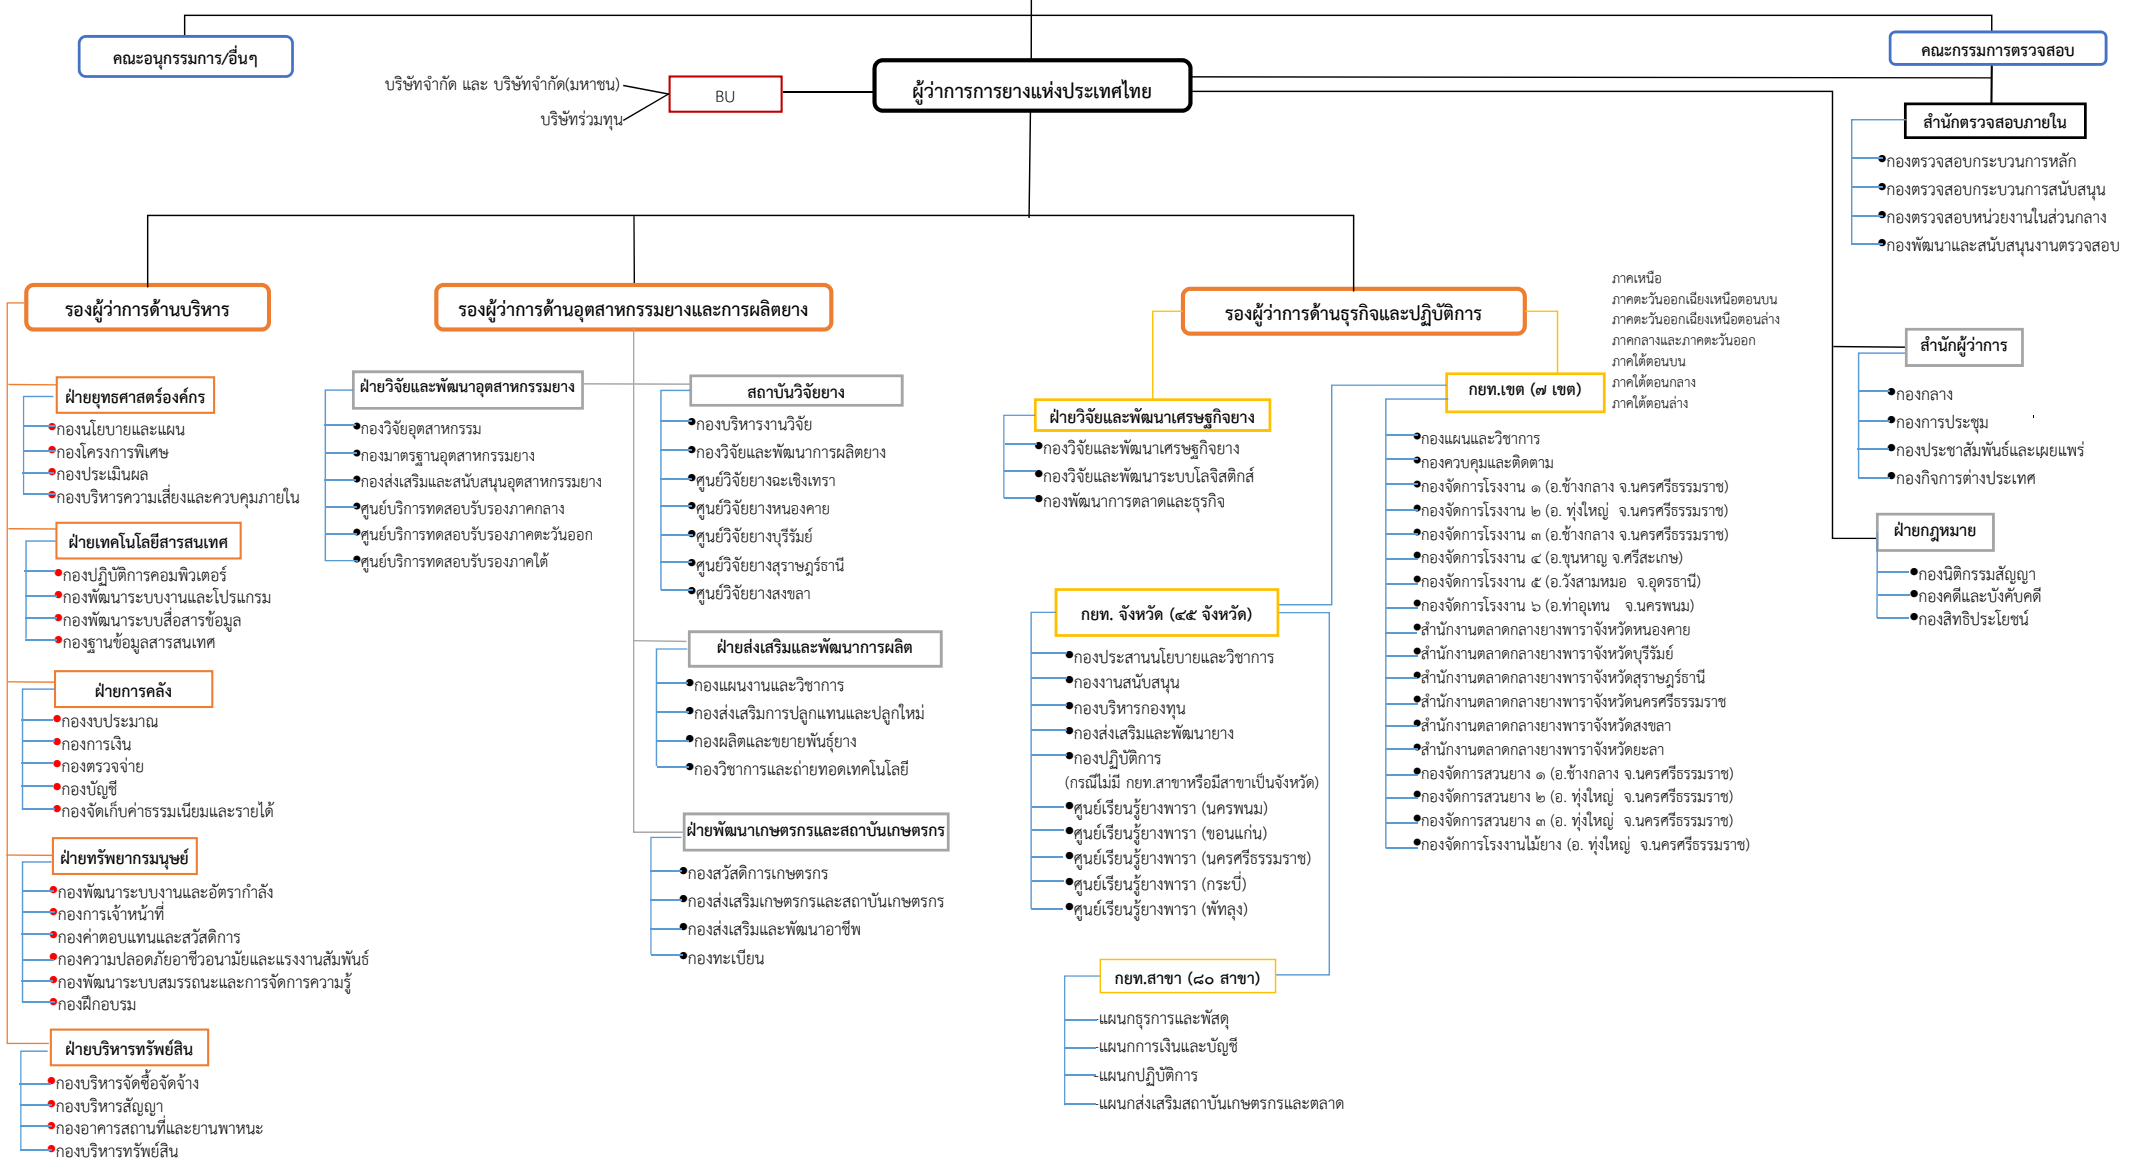 คณะอนุกรรมการ/อื่นๆ
คณะกรรมการตรวจสอบ
บริษัทจำกัด และ บริษัทจำกัด(มหาชน)
บริษัทร่วมทุน
BU
ผู้ว่าการการยางแห่งประเทศไทย
สำนักตรวจสอบภายใน
กองตรวจสอบกระบวนการหลัก
กองตรวจสอบกระบวนการสนับสนุน
กองตรวจสอบหน่วยงานในส่วนกลาง
กองพัฒนาและสนับสนุนงานตรวจสอบ
รองผู้ว่าการด้านบริหาร
ฝ่ายยุทธศาสตร์องค์กร
กองนโยบายและแผน
กองโครงการพิเศษ
กองประเมินผล
กองบริหารความเสี่ยงและควบคุมภายใน
ฝ่ายเทคโนโลยีสารสนเทศ
กองปฏิบัติการคอมพิวเตอร์
กองพัฒนาระบบงานและโปรแกรม
กองพัฒนาระบบสื่อสารข้อมูล
กองฐานข้อมูลสารสนเทศ
ฝ่ายการคลัง
กองงบประมาณ
กองการเงิน
กองตรวจจ่าย
กองบัญชี
กองจัดเก็บค่าธรรมเนียมและรายได้
ฝ่ายทรัพยากรมนุษย์
กองพัฒนาระบบงานและอัตรากำลัง
กองการเจ้าหน้าที่
กองค่าตอบแทนและสวัสดิการ
กองความปลอดภัยอาชีวอนามัยและแรงงานสัมพันธ์
กองพัฒนาระบบสมรรถนะและการจัดการความรู้
กองฝึกอบรม
ฝ่ายบริหารทรัพย์สิน
กองบริหารจัดซื้อจัดจ้าง
กองบริหารสัญญา
กองอาคารสถานที่และยานพาหนะ
กองบริหารทรัพย์สิน
รองผู้ว่าการด้านอุตสาหกรรมยางและการผลิตยาง
ฝ่ายวิจัยและพัฒนาอุตสาหกรรมยาง
กองวิจัยอุตสาหกรรม
กองมาตรฐานอุตสาหกรรมยาง
กองส่งเสริมและสนับสนุนอุตสาหกรรมยาง
ศูนย์บริการทดสอบรับรองภาคกลาง
ศูนย์บริการทดสอบรับรองภาคตะวันออก
ศูนย์บริการทดสอบรับรองภาคใต้
สถาบันวิจัยยาง
กองบริหารงานวิจัย
กองวิจัยและพัฒนาการผลิตยาง
ศูนย์วิจัยยางฉะเชิงเทรา
ศูนย์วิจัยยางหนองคาย
ศูนย์วิจัยยางบุรีรัมย์
ศูนย์วิจัยยางสุราษฎร์ธานี
ศูนย์วิจัยยางสงขลา
ฝ่ายส่งเสริมและพัฒนาการผลิต
กองแผนงานและวิชาการ
กองส่งเสริมการปลูกแทนและปลูกใหม่
กองผลิตและขยายพันธุ์ยาง
กองวิชาการและถ่ายทอดเทคโนโลยี
ฝ่ายพัฒนาเกษตรกรและสถาบันเกษตรกร
กองสวัสดิการเกษตรกร
กองส่งเสริมเกษตรกรและสถาบันเกษตรกร
กองส่งเสริมและพัฒนาอาชีพ
กองทะเบียน
รองผู้ว่าการด้านธุรกิจและปฏิบัติการ
ฝ่ายวิจัยและพัฒนาเศรษฐกิจยาง
กองวิจัยและพัฒนาเศรษฐกิจยาง
กองวิจัยและพัฒนาระบบโลจิสติกส์
กองพัฒนาการตลาดและธุรกิจ
กยท. จังหวัด (๔๕ จังหวัด)
กองประสานนโยบายและวิชาการ
กองงานสนับสนุน
กองบริหารกองทุน
กองส่งเสริมและพัฒนายาง
กองปฏิบัติการ
(กรณีไม่มี กยท.สาขาหรือมีสาขาเป็นจังหวัด)
ศูนย์เรียนรู้ยางพารา (นครพนม)
ศูนย์เรียนรู้ยางพารา (ขอนแก่น)
ศูนย์เรียนรู้ยางพารา (นครศรีธรรมราช)
ศูนย์เรียนรู้ยางพารา (กระบี่)
ศูนย์เรียนรู้ยางพารา (พัทลุง)
กยท.สาขา (๘๐ สาขา)
-แผนกธุรการและพัสดุ
-แผนกการเงินและบัญชี
-แผนกปฏิบัติการ
-แผนกส่งเสริมสถาบันเกษตรกรและตลาด
ภาคเหนือ
ภาคตะวันออกเฉียงเหนือตอนบน
ภาคตะวันออกเฉียงเหนือตอนล่าง
ภาคกลางและภาคตะวันออก
ภาคใต้ตอนบน
ภาคใต้ตอนกลาง
ภาคใต้ตอนล่าง
กยท.เขต (๗ เขต)
กองแผนและวิชาการ
กองควบคุมและติดตาม
กองจัดการโรงงาน ๑ (อ.ช้างกลาง จ.นครศรีธรรมราช)
กองจัดการโรงงาน ๒ (อ. ทุ่งใหญ่ จ.นครศรีธรรมราช)
กองจัดการโรงงาน ๓ (อ.ช้างกลาง จ.นครศรีธรรมราช)
กองจัดการโรงงาน ๔ (อ.ขุนหาญ จ.ศรีสะเกษ)
กองจัดการโรงงาน ๕ (อ.วังสามหมอ จ.อุดรธานี)
กองจัดการโรงงาน ๖ (อ.ท่าอุเทน จ.นครพนม)
สำนักงานตลาดกลางยางพาราจังหวัดหนองคาย
สำนักงานตลาดกลางยางพาราจังหวัดบุรีรัมย์
สำนักงานตลาดกลางยางพาราจังหวัดสุราษฎร์ธานี
สำนักงานตลาดกลางยางพาราจังหวัดนครศรีธรรมราช
สำนักงานตลาดกลางยางพาราจังหวัดสงขลา
สำนักงานตลาดกลางยางพาราจังหวัดยะลา
กองจัดการสวนยาง ๑ (อ.ช้างกลาง จ.นครศรีธรรมราช)
กองจัดการสวนยาง ๒ (อ. ทุ่งใหญ่ จ.นครศรีธรรมราช)
กองจัดการสวนยาง ๓ (อ. ทุ่งใหญ่ จ.นครศรีธรรมราช)
กองจัดการโรงงานไม้ยาง (อ. ทุ่งใหญ่ จ.นครศรีธรรมราช)
สำนักผู้ว่าการ
กองกลาง
กองการประชุม
กองประชาสัมพันธ์และเผยแพร่
กองกิจการต่างประเทศ
ฝ่ายกฎหมาย
กองนิติกรรมสัญญา
กองคดีและบังคับคดี
กองสิทธิประโยชน์